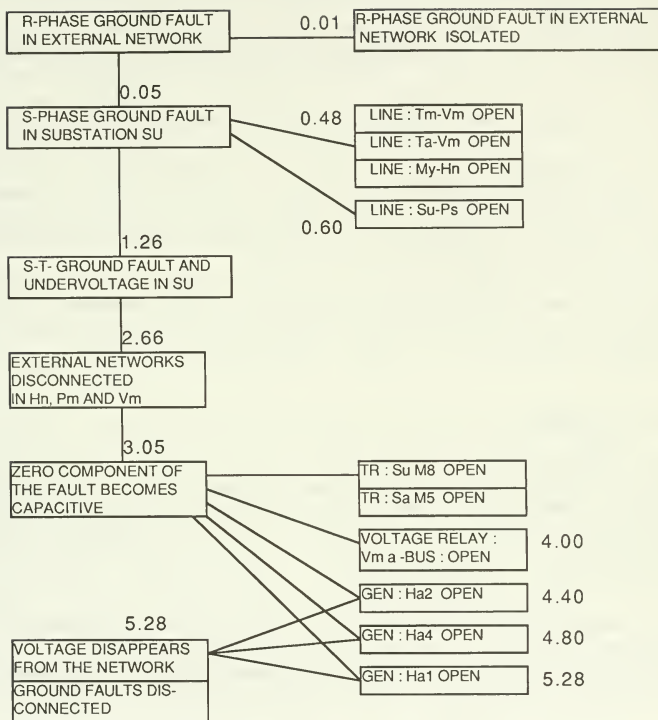 R-PHASE GROUND FAULT
IN EXTERNAL NETWORK
0.01
R-PHASE GROUND FAULT IN EXTERNAL
NETWORK ISOLATED
0.05
S-PHASE GROUND FAULT
IN SUBSTATION SU
0.48
LINE : Tm-Vm OPEN
LINE : Ta-Vm OPEN
LINE : My-Hn OPEN
LINE : Su-Ps OPEN
0.60
1.26
S-T- GROUND FAULT AND
UNDERVOLTAGE IN SU
2.66
EXTERNAL NETWORKS
DISCONNECTED
IN Hn, Pm AND Vm
3.05
ZERO COMPONENT OF
THE FAULT BECOMES
CAPACITIVE
TR : Su M8 OPEN
TR : Sa M5 OPEN
VOLTAGE RELAY :
Vm a -BUS : OPEN
4.00
GEN : Ha2 OPEN
4.40
GEN : Ha4 OPEN
4.80
GEN : Ha1 OPEN
5.28
5.28
VOLTAGE DISAPPEARS
FROM THE NETWORK
GROUND FAULTS DIS-
CONNECTED